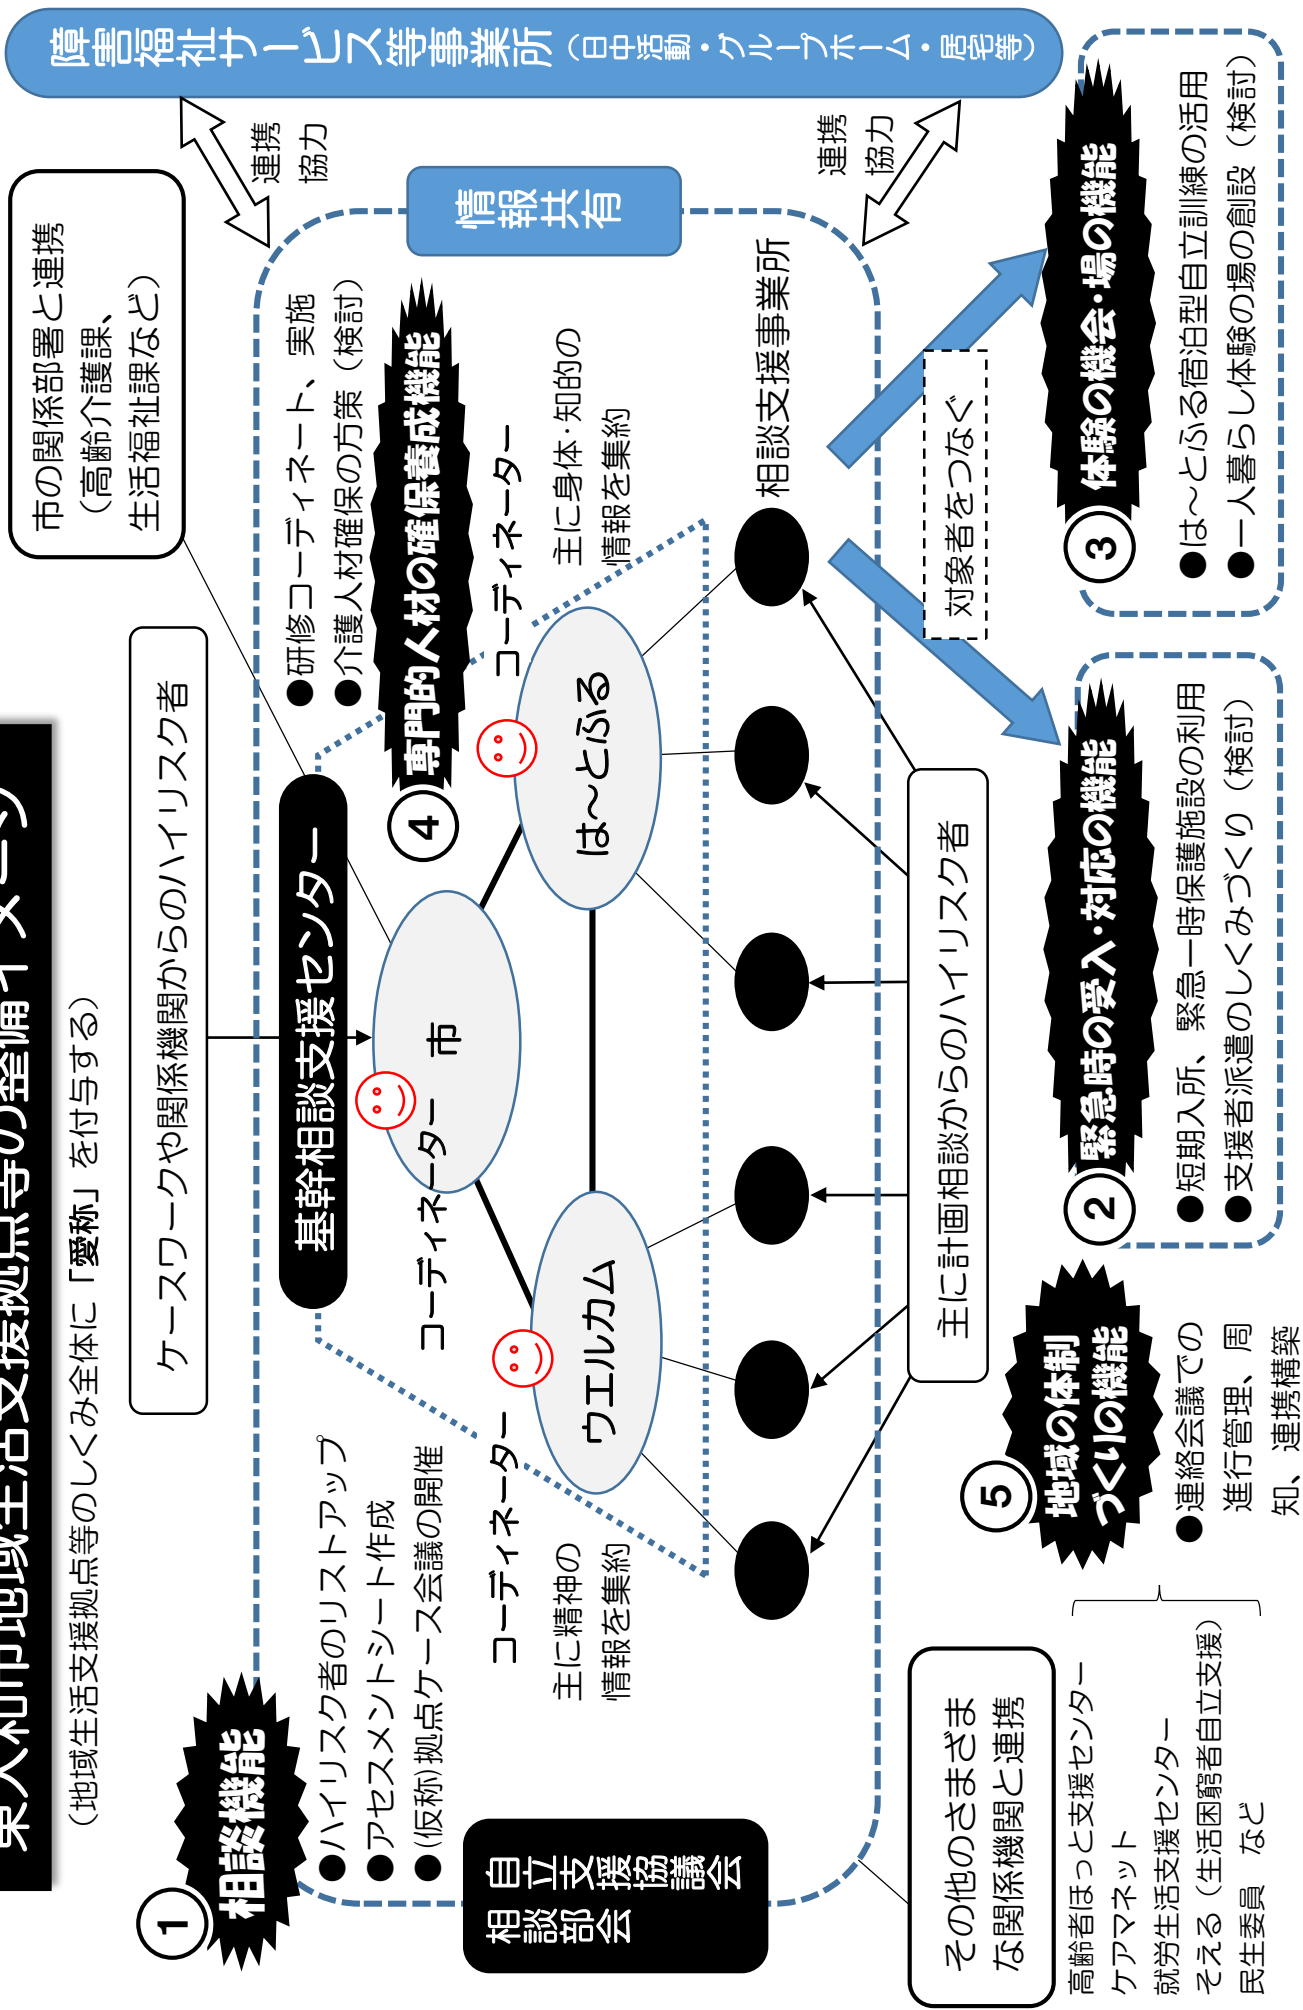 東大和市地域生活支援拠点等の整備イメージ
（地域生活支援拠点等のしくみ全体に「愛称」を付与する）
ケースワークや関係機関からのハイリスク者
市の関係部署と連携
（高齢介護課、
生活福祉課など）
障害福祉サービス等事業所（日中活動・グループホーム・居宅等）
連携
協力
連携
協力
情報共有
1
相談機能
●ハイリスク者のリストアップ
●アセスメントシート作成
●(仮称)拠点ケース会議の開催
基幹相談支援センター
●研修コーディネート、実施
●介護人材確保の方策（検討）
4
専門的人材の確保養成機能
コーディネーター
市
コーディネーター
主に精神の
情報を集約
ウエルカム
コーディネーター
主に身体・知的の
情報を集約
は～とふる
相談支援事業所
自立支援協議会
相談部会
主に計画相談からのハイリスク者
対象者をつなぐ
その他のさまざま
な関係機関と連携
高齢者ほっと支援センター
ケアマネット
就労生活支援センター
そえる（生活困窮者自立支援）
民生委員　など
5
地域の体制
づくりの機能
●連絡会議での
進行管理、周
知、連携構築
2
緊急時の受入・対応の機能
●短期入所、緊急一時保護施設の利用
●支援者派遣のしくみづくり（検討）
3
体験の機会・場の機能
●は～とふる宿泊型自立訓練の活用
●一人暮らし体験の場の創設（検討）